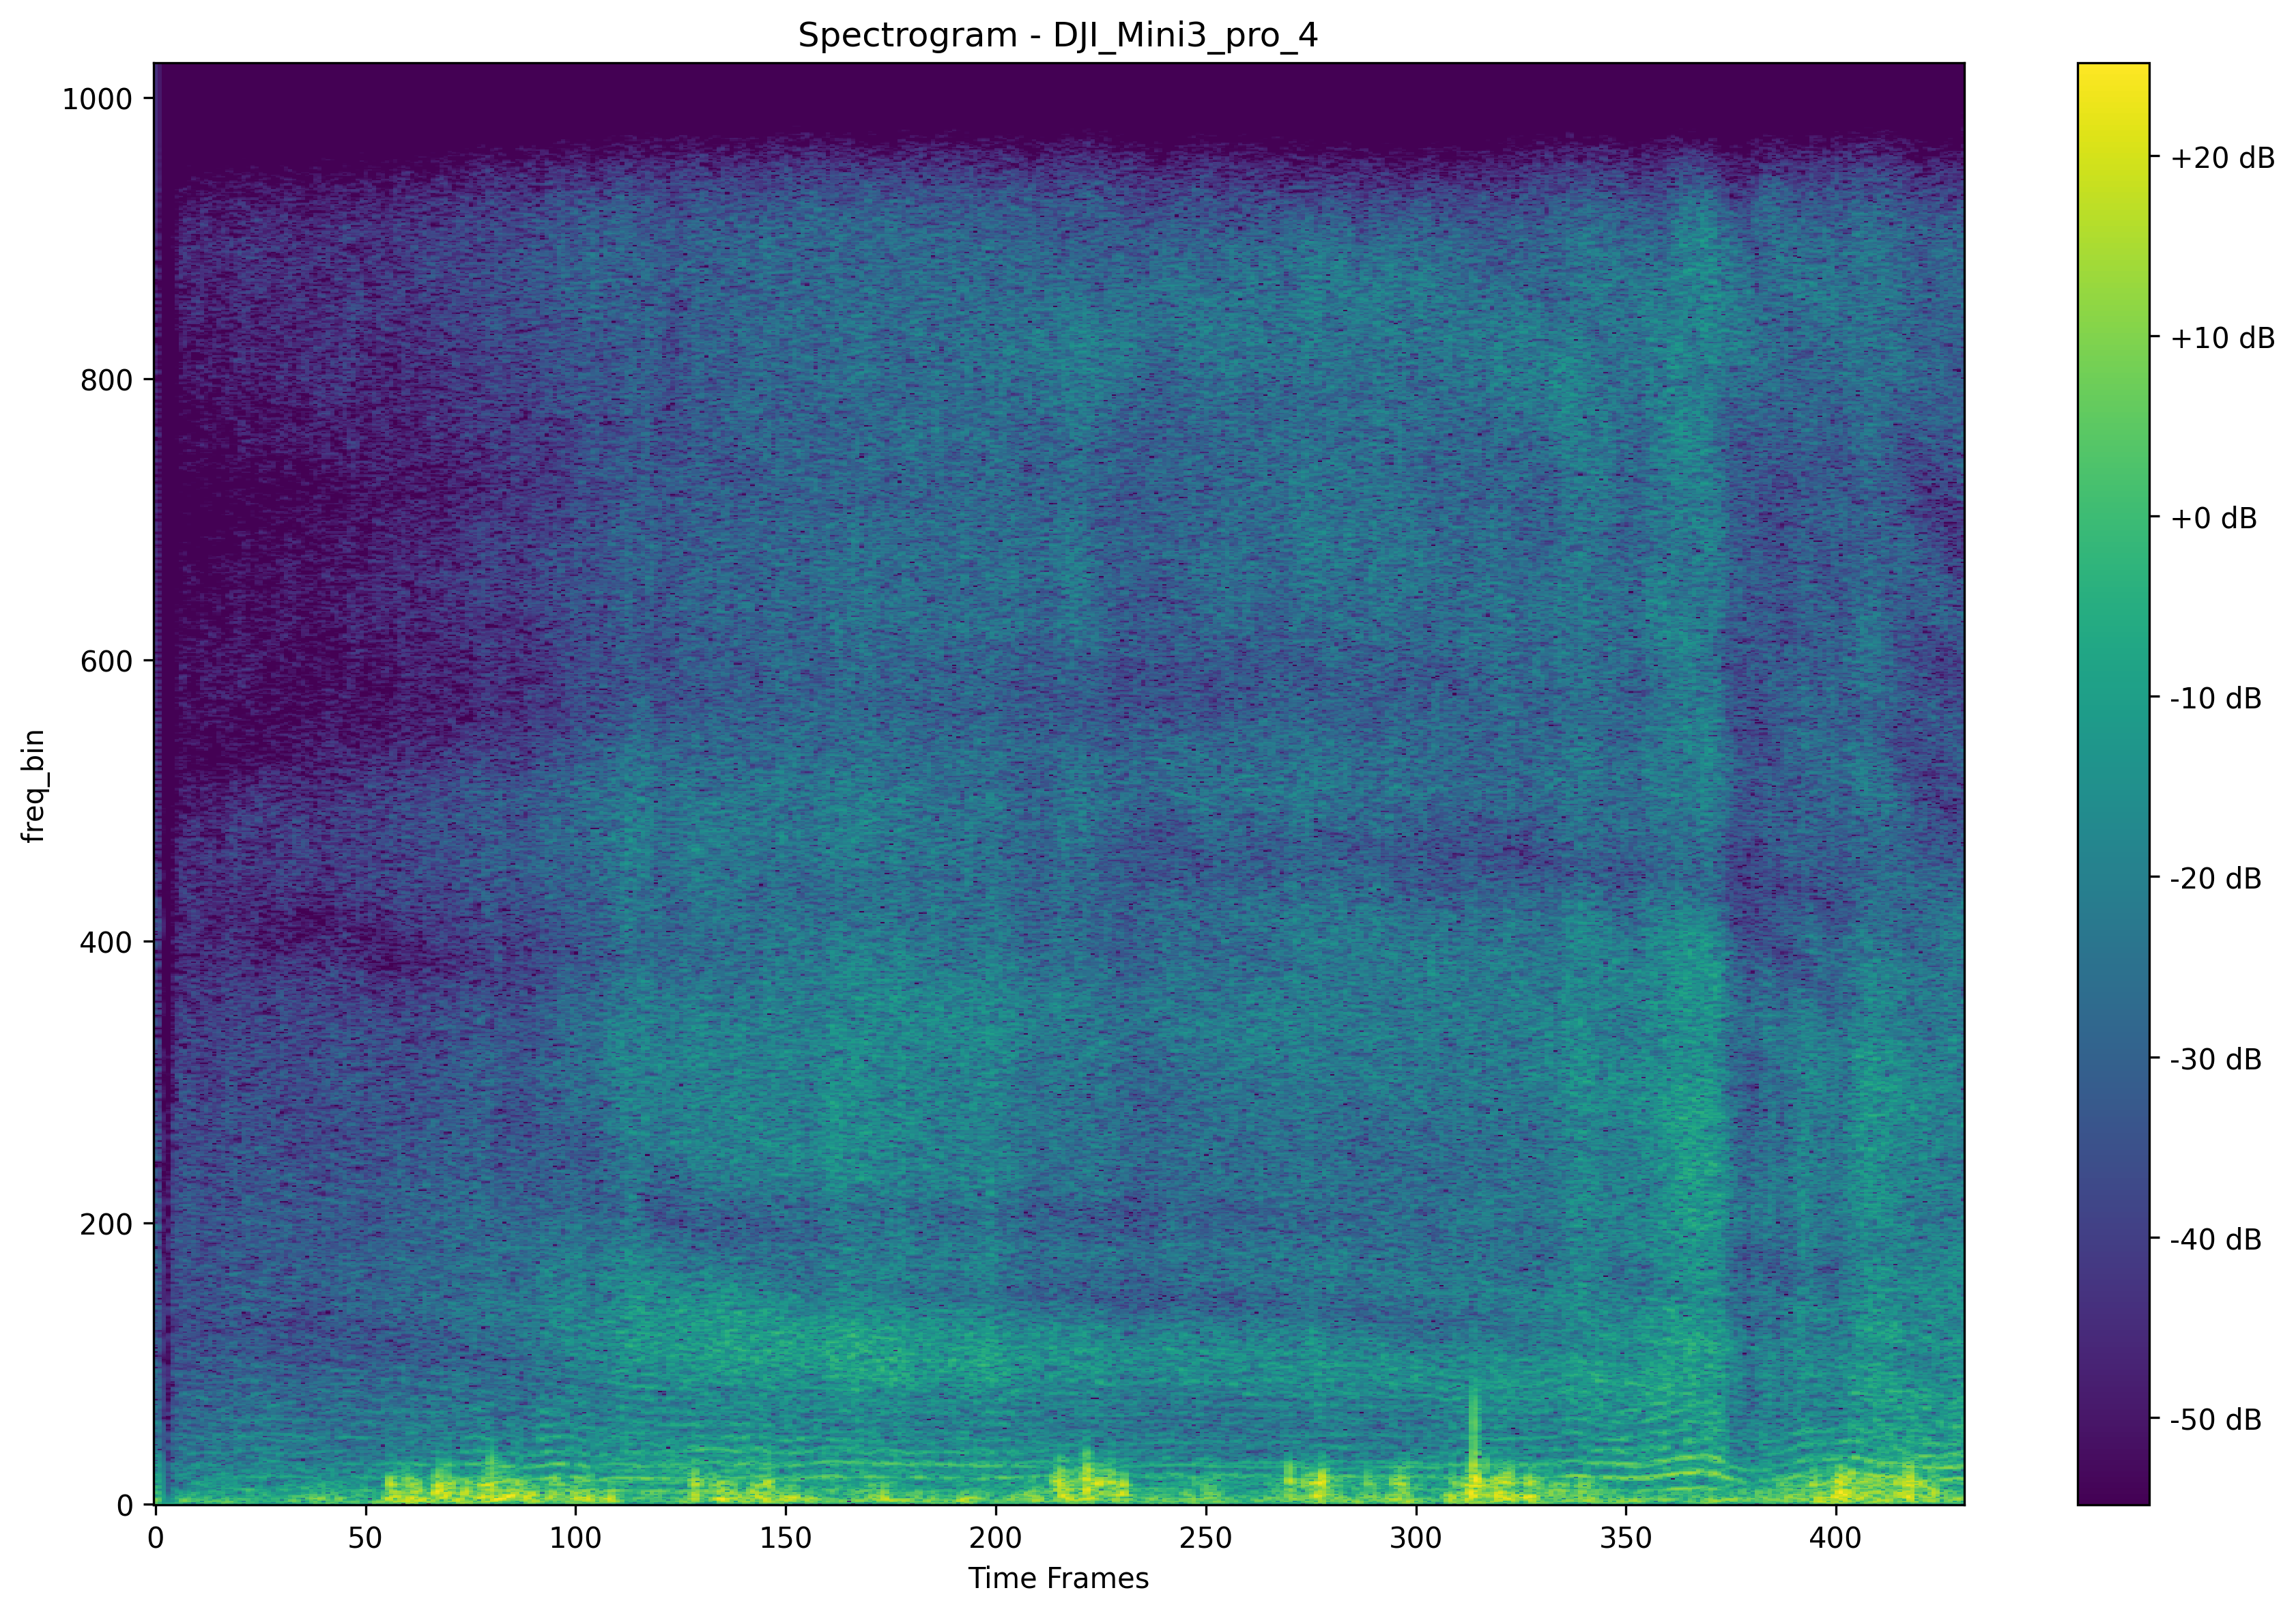 Spectrogram - DJI_Mini3_pro_4
1000
800
600
400
200
0
freq_bin
0 50 100 150 200 250 300 350 400
Time Frames
+20 dB
+10 dB
+0 dB
-10 dB
-20 dB
-30 dB
-40 dB
-50 dB